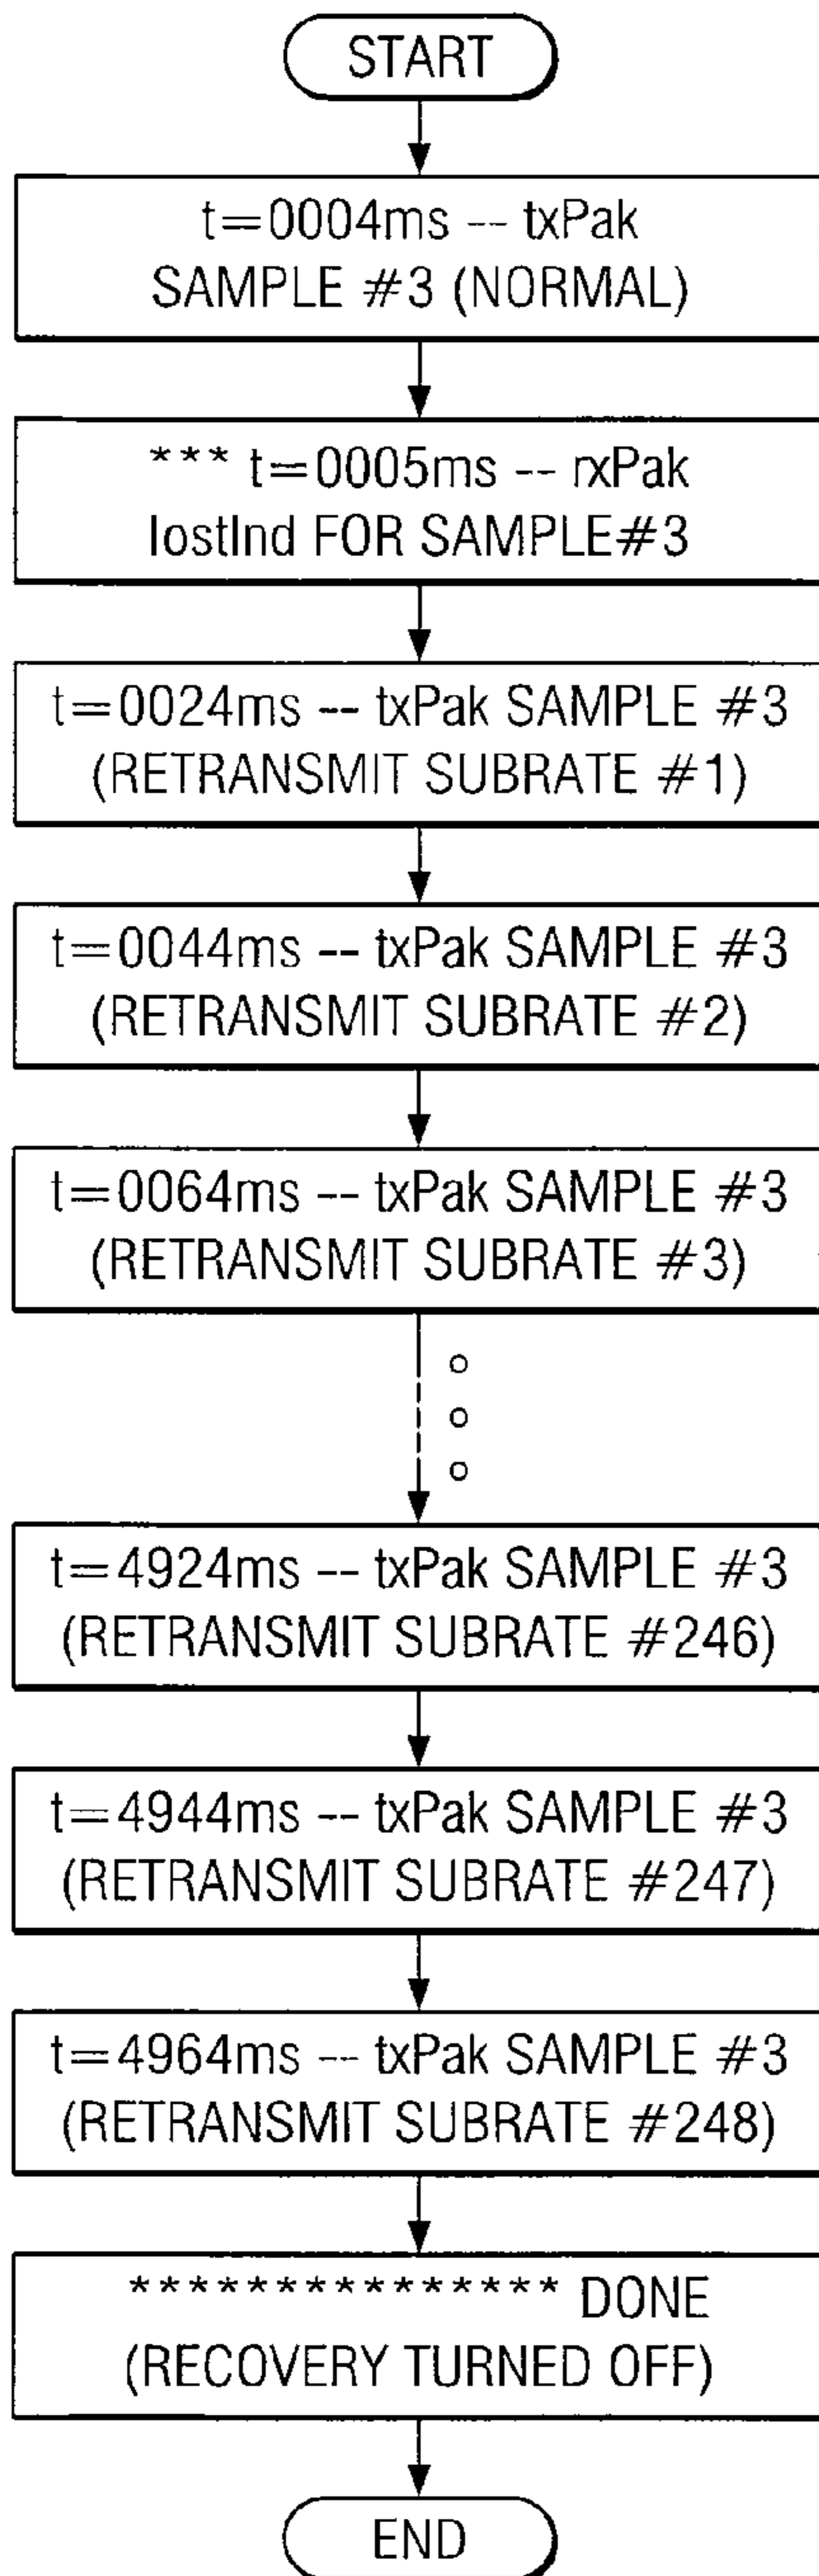 START
t=0004ms -- txPak
SAMPLE #3 (NORMAL)
*** t=0005ms -- rxPak
lostInd FOR SAMPLE#3
t=0024ms -- txPak SAMPLE #3
(RETRANSMIT SUBRATE #1)
t=0044ms -- txPak SAMPLE #3
(RETRANSMIT SUBRATE #2)
t=0064ms -- txPak SAMPLE #3
(RETRANSMIT SUBRATE #3)
t=4924ms -- txPak SAMPLE #3
(RETRANSMIT SUBRATE #246)
t=4944ms -- txPak SAMPLE #3
(RETRANSMIT SUBRATE #247)
t=4964ms -- txPak SAMPLE #3
(RETRANSMIT SUBRATE #248)
*************** DONE
(RECOVERY TURNED OFF)
END